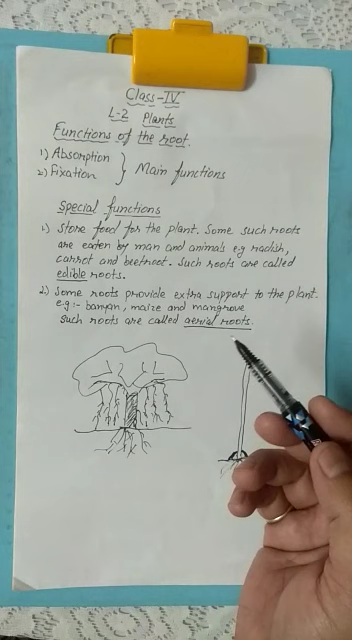 Class-IV
L-2 Plants
Functions of the root.
1) Absorption
2) Fixation } Main functions
Special functions
1) Store food for the plant. Some such roots
are eaten by man and animals e.g radish,
carrot and beetroot. Such roots are called
edible roots.
2) Some roots provide extra support to the plant.
e.g:- banyan, maize and mangrove
such roots are called aerial roots.